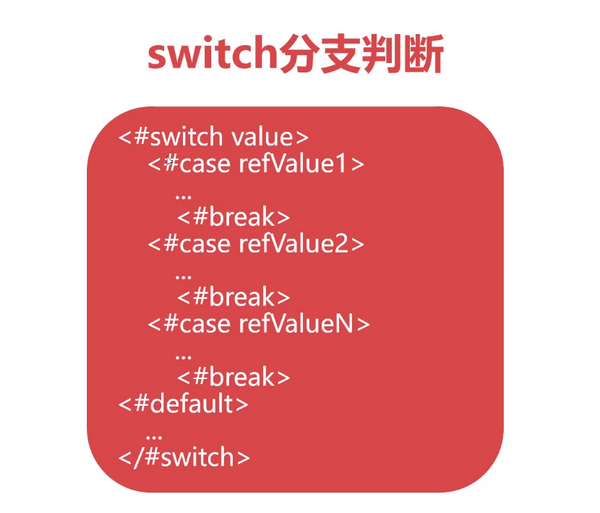 switch分支判断
<#switch value>
<#case refValue1>
...
<#break>
<#case refValue2>
...
<#break>
<#case refValueN>
...
<#break>
<#default>
...
</#switch>